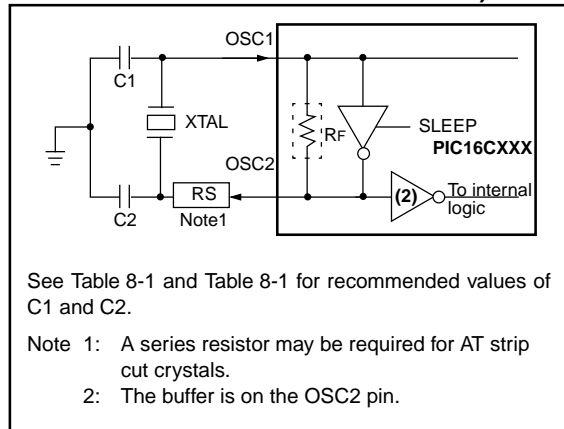 OSC1
C1
XTAL
RF
SLEEP
PIC16CXXX
OSC2
RS
(2)
To internal
logic
C2
Note1
See Table 8-1 and Table 8-1 for recommended values of
C1 and C2.
Note 1: A series resistor may be required for AT strip
cut crystals.
2: The buffer is on the OSC2 pin.